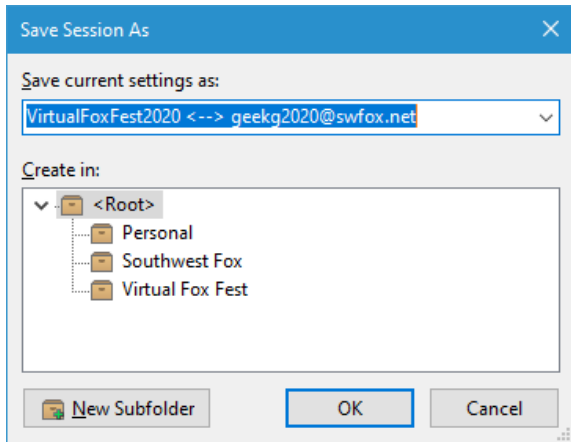 Save Session As
Save current settings as:
VirtualFoxFest2020 <--> geekg2020@swfox.net
Create in:
<Root>
Personal
Southwest Fox
Virtual Fox Fest
New Subfolder OK Cancel